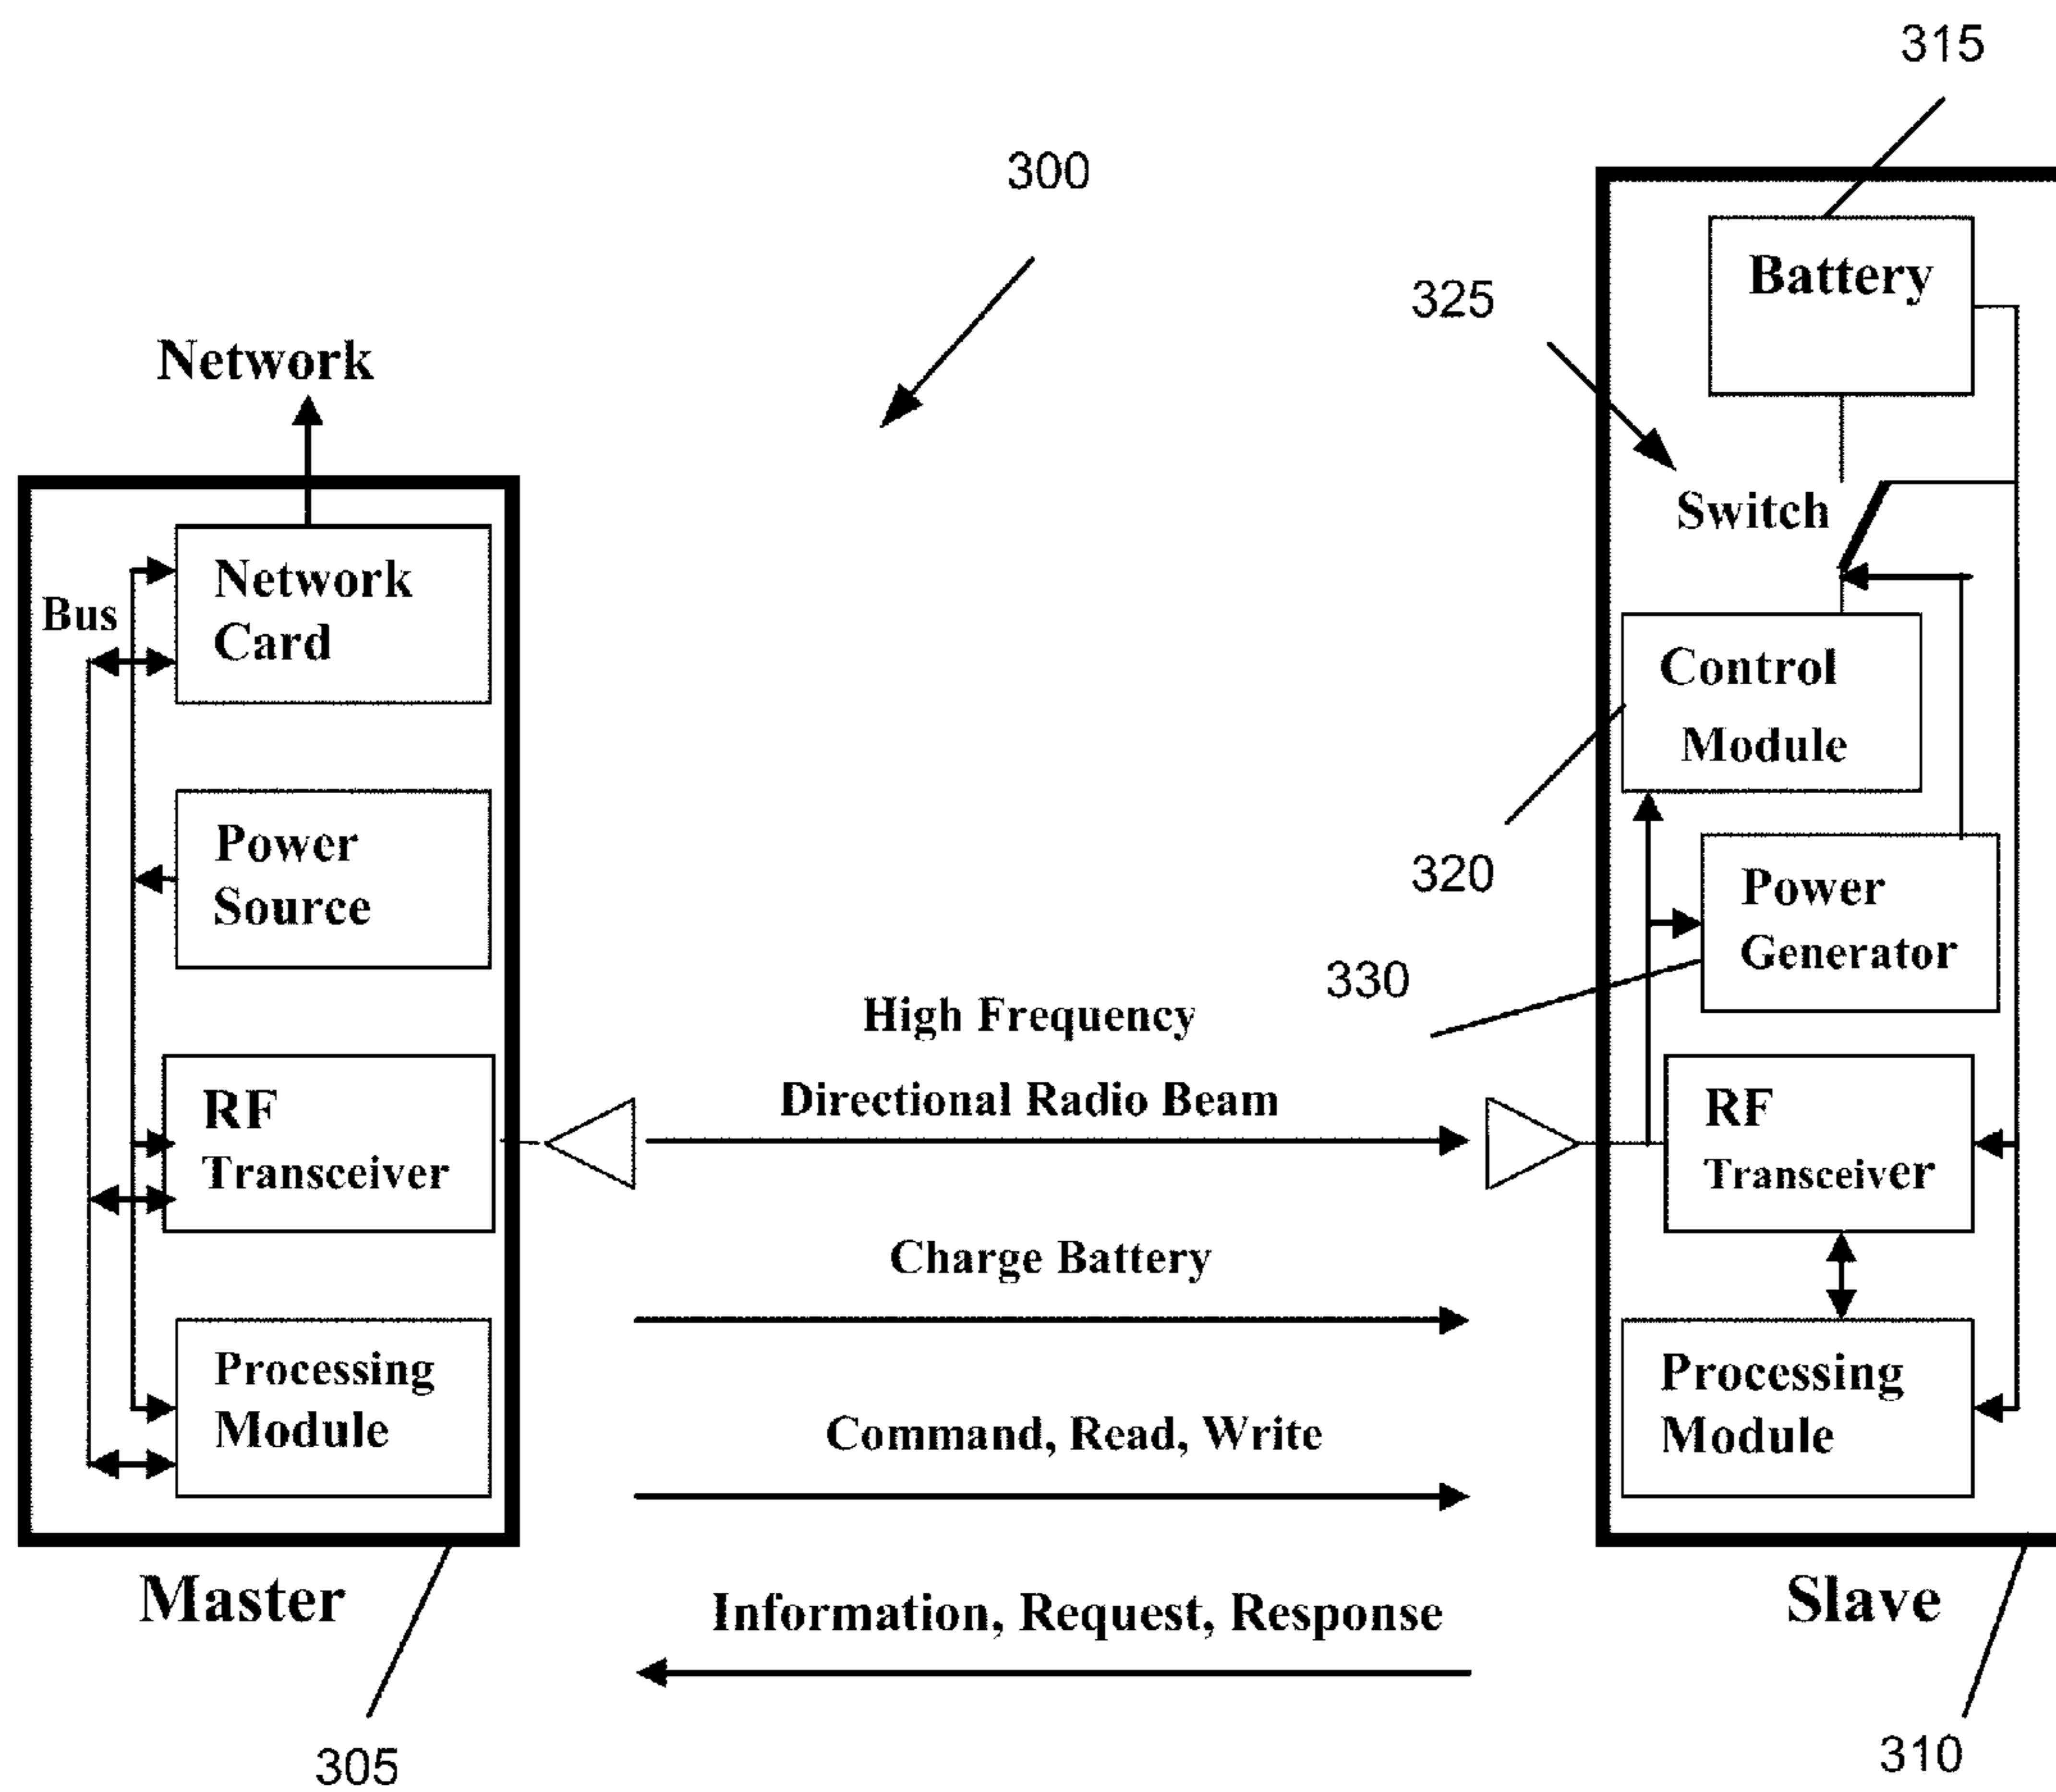 315
300
Battery
325
Network
Switch
Network
Card
Bus
Control
Module
Power
Source
320
Power
Generator
330
High Frequency
Directional Radio Beam
RF
Transceiver
RF
Transceiver
Charge Battery
Processing
Module
Command, Read, Write
Processing
Module
Master
Information, Request, Response
Slave
305
310